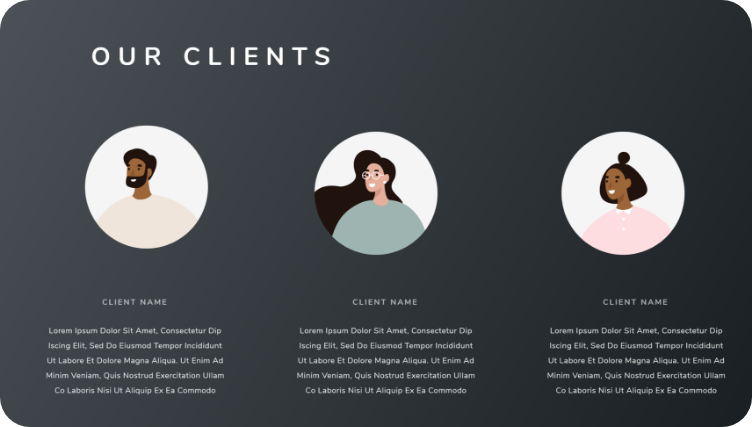 OUR CLIENTS
CLIENT NAME
Lorem Ipsum Dolor Sit Amet, Consectetur Dip
Iscing Elit, Sed Do Eiusmod Tempor Incididunt
Ut Labore Et Dolore Magna Aliqua. Ut Enim Ad
Minim Veniam, Quis Nostrud Exercitation Ullam
Co Laboris Nisi Ut Aliquip Ex Ea Commodo
CLIENT NAME
Lorem Ipsum Dolor Sit Amet, Consectetur Dip
Iscing Elit, Sed Do Eiusmod Tempor Incididunt
Ut Labore Et Dolore Magna Aliqua. Ut Enim Ad
Minim Veniam, Quis Nostrud Exercitation Ullam
Co Laboris Nisi Ut Aliquip Ex Ea Commodo
CLIENT NAME
Lorem Ipsum Dolor Sit Amet, Consectetur Dip
Iscing Elit, Sed Do Eiusmod Tempor Incididunt
Ut Labore Et Dolore Magna Aliqua. Ut Enim Ad
Minim Veniam, Quis Nostrud Exercitation Ullam
Co Laboris Nisi Ut Aliquip Ex Ea Commodo